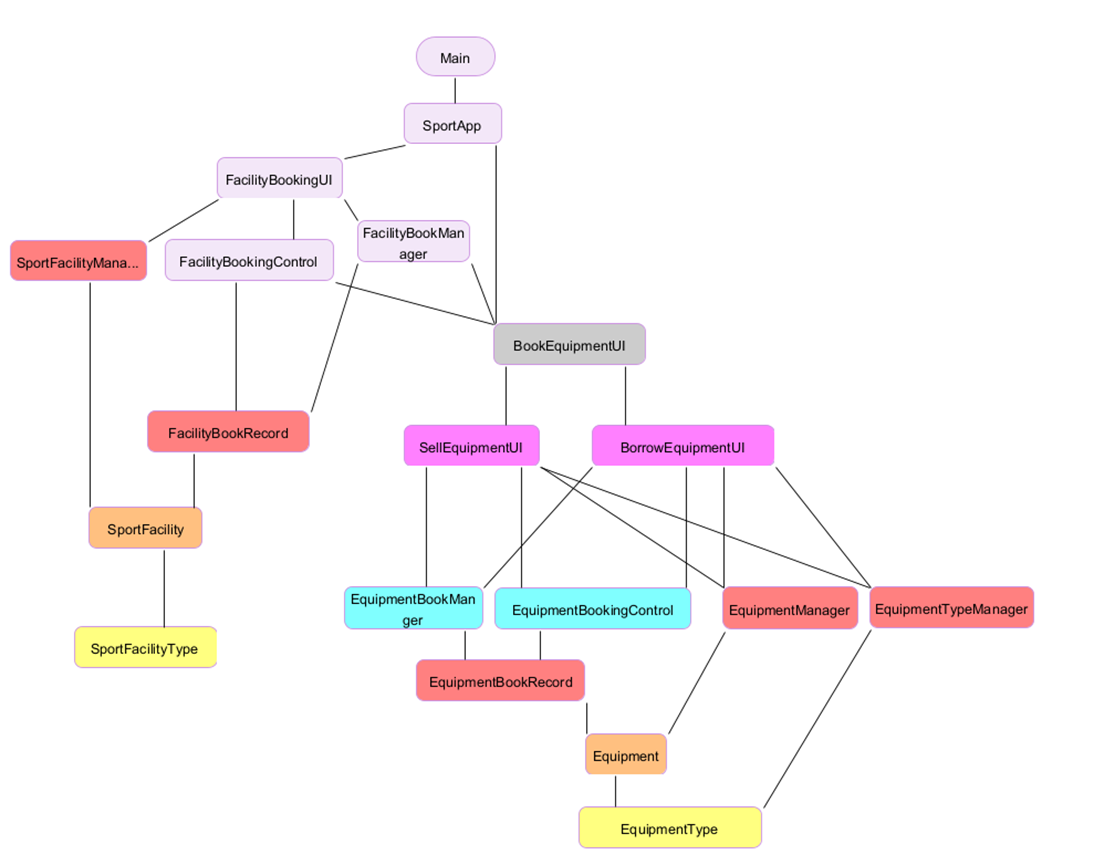 Main
SportApp
FacilityBookingUI
FacilityBookMan
ager
SportFacilityMana...
FacilityBookingControl
BookEquipmentUI
FacilityBookRecord
SellEquipmentUI
BorrowEquipmentUI
SportFacility
EquipmentBookMan
ger
EquipmentBookingControl
EquipmentManager
EquipmentTypeManager
SportFacilityType
EquipmentBookRecord
Equipment
EquipmentType